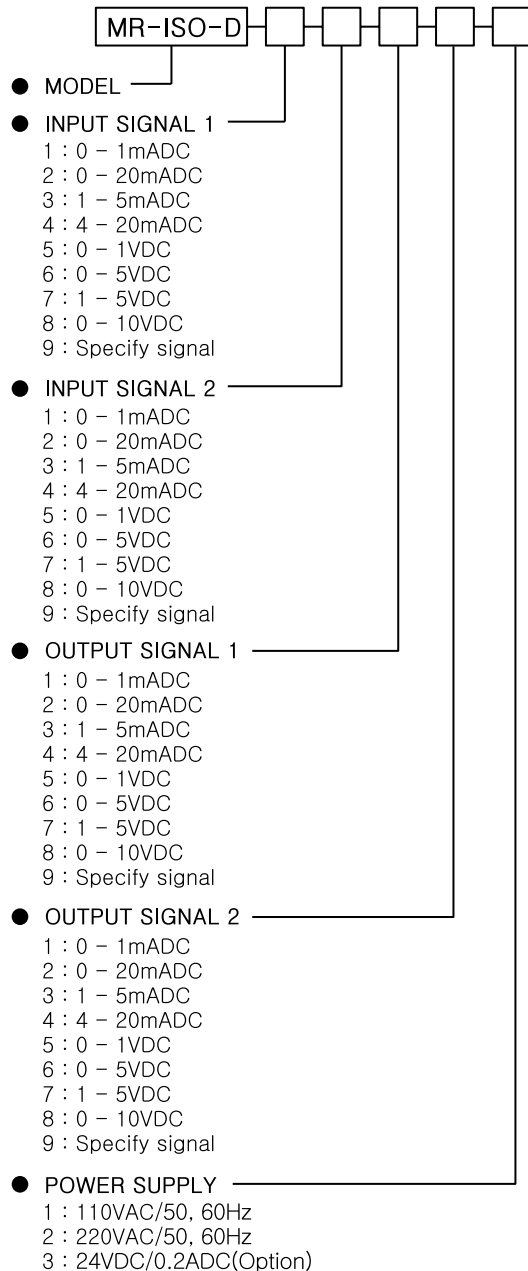 MR-ISO-D
● MODEL
● INPUT SIGNAL 1
1 : 0 - 1mADC
2 : 0 - 20mADC
3 : 1 - 5mADC
4 : 4 - 20mADC
5 : 0 - 1VDC
6 : 0 - 5VDC
7 : 1 - 5VDC
8 : 0 - 10VDC
9 : Specify signal
● INPUT SIGNAL 2
1 : 0 - 1mADC
2 : 0 - 20mADC
3 : 1 - 5mADC
4 : 4 - 20mADC
5 : 0 - 1VDC
6 : 0 - 5VDC
7 : 1 - 5VDC
8 : 0 - 10VDC
9 : Specify signal
● OUTPUT SIGNAL 1
1 : 0 - 1mADC
2 : 0 - 20mADC
3 : 1 - 5mADC
4 : 4 - 20mADC
5 : 0 - 1VDC
6 : 0 - 5VDC
7 : 1 - 5VDC
8 : 0 - 10VDC
9 : Specify signal
● OUTPUT SIGNAL 2
1 : 0 - 1mADC
2 : 0 - 20mADC
3 : 1 - 5mADC
4 : 4 - 20mADC
5 : 0 - 1VDC
6 : 0 - 5VDC
7 : 1 - 5VDC
8 : 0 - 10VDC
9 : Specify signal
● POWER SUPPLY
1 : 110VAC/50, 60Hz
2 : 220VAC/50, 60Hz
3 : 24VDC/0.2ADC(Option)